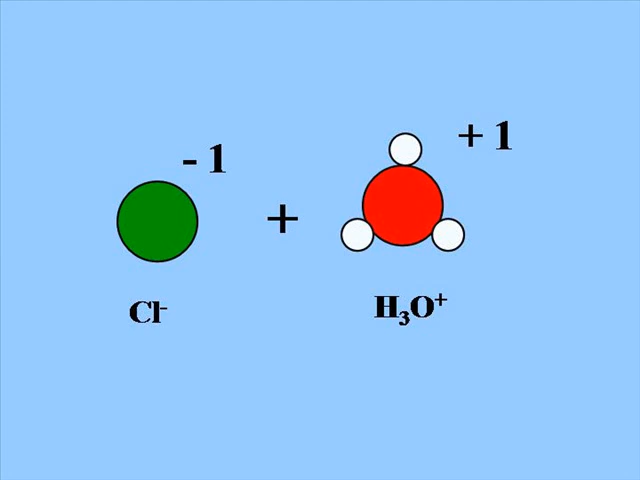 - 1
+ 1
+
Cl⁻
H₃O⁺